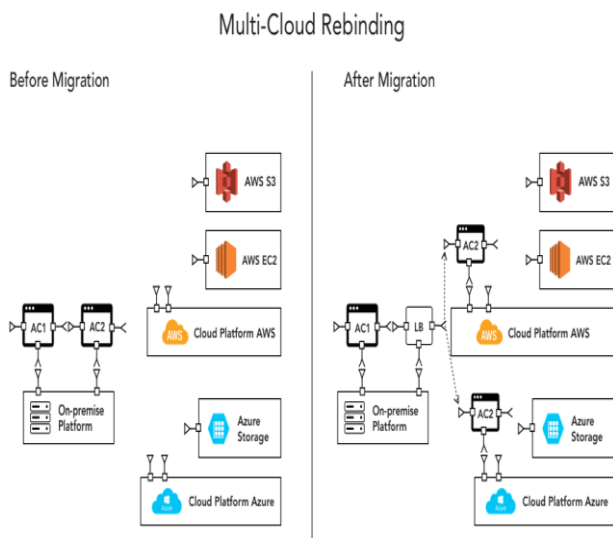 Multi-Cloud Rebinding
Before Migration
AWS S3
AWS EC2
AC1
AC2
AWS
Cloud Platform AWS
On-premise
Platform
Azure
Storage
Azure
Cloud Platform Azure
After Migration
AWS S3
AC2
AWS EC2
AC1
LB
AWS
Cloud Platform AWS
On-premise
Platform
AC2
Azure
Storage
Azure
Cloud Platform Azure